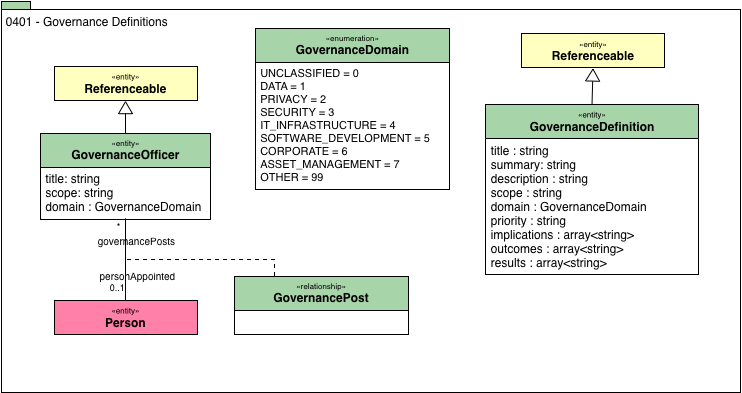 0401 - Governance Definitions
«entity»
Referenceable
«entity»
GovernanceOfficer
title: string
scope: string
domain : GovernanceDomain
*
governancePosts
personAppointed
0..1
«entity»
Person
«enumeration»
GovernanceDomain
UNCLASSIFIED = 0
DATA = 1
PRIVACY = 2
SECURITY = 3
IT_INFRASTRUCTURE = 4
SOFTWARE_DEVELOPMENT = 5
CORPORATE = 6
ASSET_MANAGEMENT = 7
OTHER = 99
«relationship»
GovernancePost
«entity»
Referenceable
«entity»
GovernanceDefinition
title : string
summary: string
description : string
scope : string
domain : GovernanceDomain
priority : string
implications : array<string>
outcomes : array<string>
results : array<string>